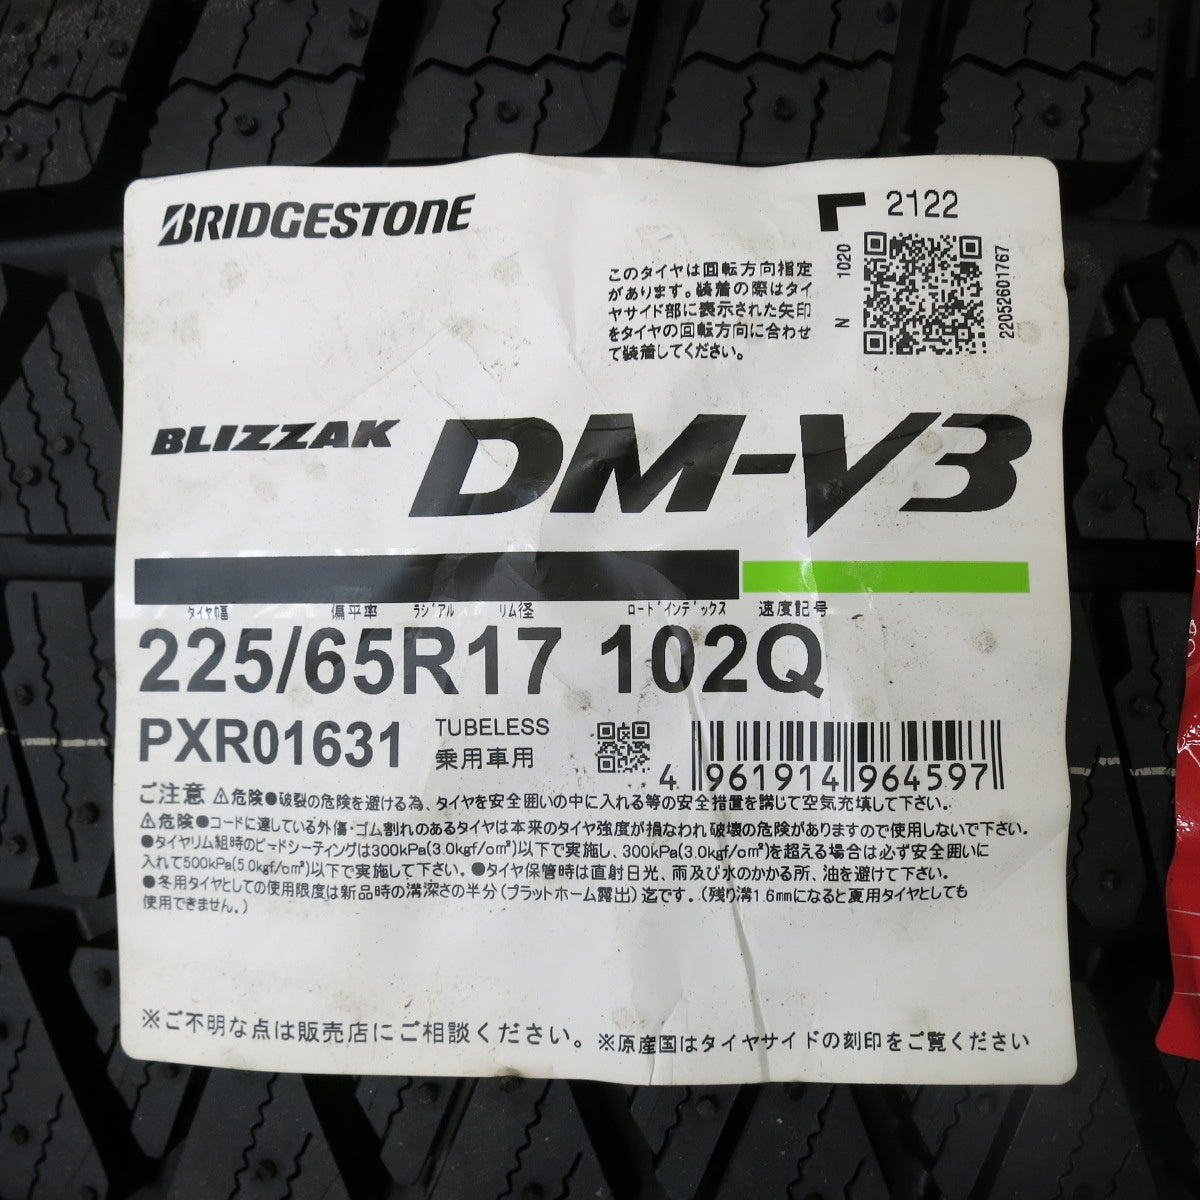 BRIDGESTONE
2122
このタイヤは回転方向指定
があります。装着の際はタイ
ヤサイド部に表示された矢印
をタイヤの回転方向に合わせ
て装着してください。
N 1020
22052601767
BLIZZAK DM-V3
タイヤ幅 偏平率 ラジアル リム径 ロードインデックス 速度記号
225/65R17 102Q
PXR01631
TUBELESS
乗用車用
4 961914 964597
ご注意 ⚠危険●破裂の危険を避ける為、タイヤを安全囲いの中に入れる等の安全措置を講じて空気充填して下さい。
⚠危険●コードに達している外傷・ゴム割れのあるタイヤは本来のタイヤ強度が損なわれ破壊の危険がありますので使用しないで下さい。
●タイヤリム組時のビードシーティングは300kPa(3.0kgf/cm²)以下で実施し、300kPa(3.0kgf/cm²)を超える場合は必ず安全囲いに
入れて500kPa(5.0kgf/cm²)以下で実施して下さい。●タイヤ保管時は直射日光、雨及び水のかかる所、油を避けて下さい。
●冬用タイヤとしての使用限度は新品時の溝深さの半分(プラットホーム露出)迄です。(残り溝1.6mmになると夏用タイヤとしても
使用できません。)
※ご不明な点は販売店にご相談ください。 ※原産国はタイヤサイドの刻印をご覧ください